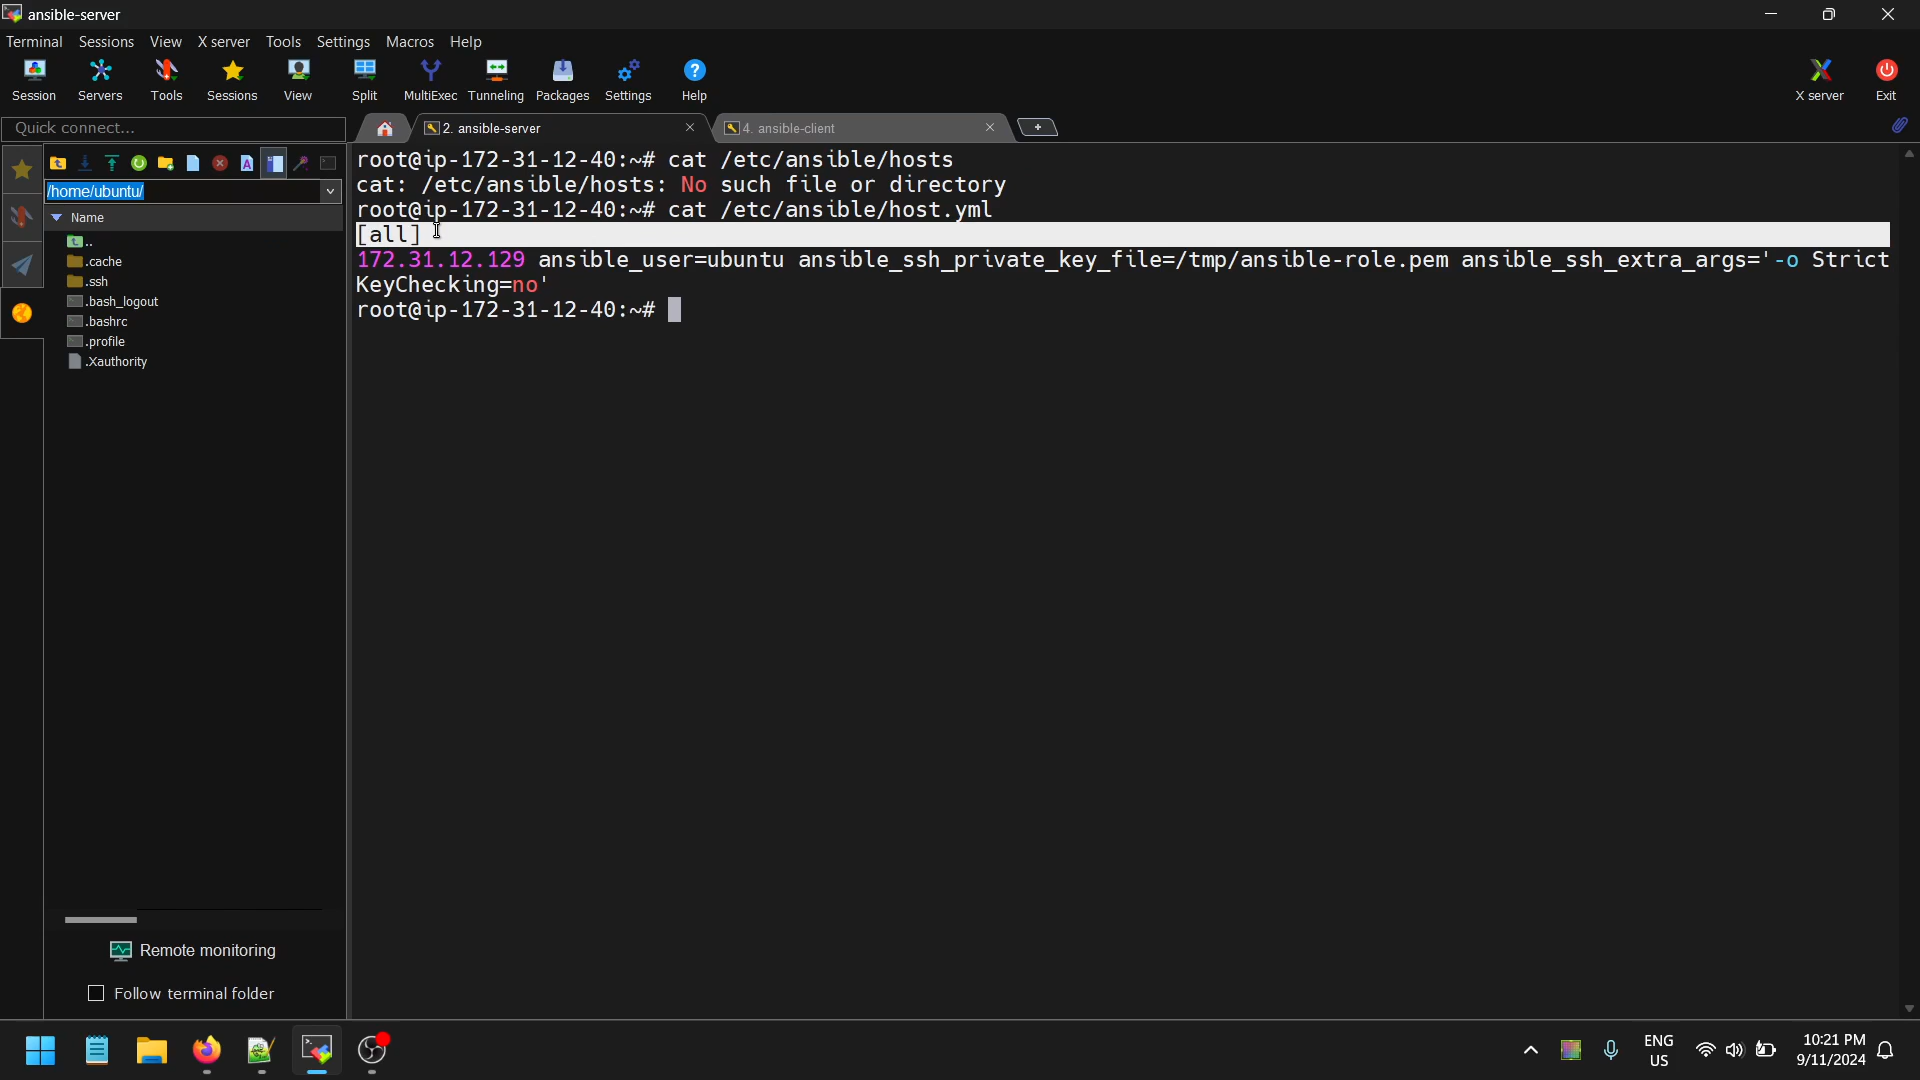 ansible-server
Terminal Sessions View X server Tools Settings Macros Help
Session Servers Tools Sessions View Split MultiExec Tunneling Packages Settings Help X server Exit
Quick connect...
2. ansible-server
4. ansible-client
/home/ubuntu/
Name
..
.cache
.ssh
.bash_logout
.bashrc
.profile
.Xauthority
Remote monitoring
Follow terminal folder
root@ip-172-31-12-40:~# cat /etc/ansible/hosts
cat: /etc/ansible/hosts: No such file or directory
root@ip-172-31-12-40:~# cat /etc/ansible/host.yml
[all]
172.31.12.129 ansible_user=ubuntu ansible_ssh_private_key_file=/tmp/ansible-role.pem ansible_ssh_extra_args='-o Strict
KeyChecking=no'
root@ip-172-31-12-40:~#
ENG
US
10:21 PM
9/11/2024